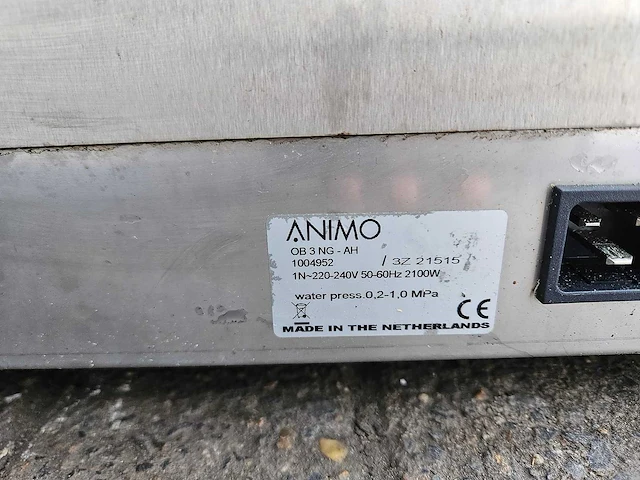 ANIMO
OB 3 NG - AH
1004952 / 3Z 21515
1N~220-240V 50-60Hz 2100W
water press.0,2-1,0 MPa
CE
MADE IN THE NETHERLANDS